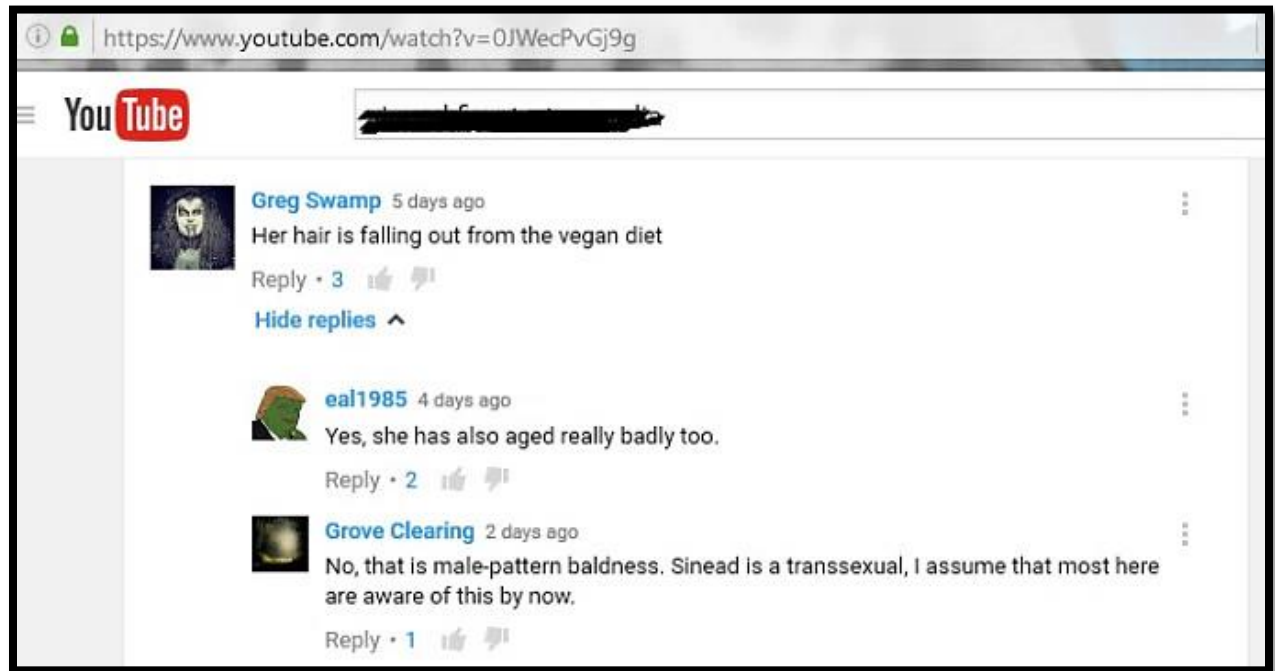 https://www.youtube.com/watch?v=0JWecPvGj9g
YouTube
Greg Swamp 5 days ago
Her hair is falling out from the vegan diet
Reply • 3
Hide replies
eal1985 4 days ago
Yes, she has also aged really badly too.
Reply • 2
Grove Clearing 2 days ago
No, that is male-pattern baldness. Sinead is a transsexual, I assume that most here
are aware of this by now.
Reply • 1